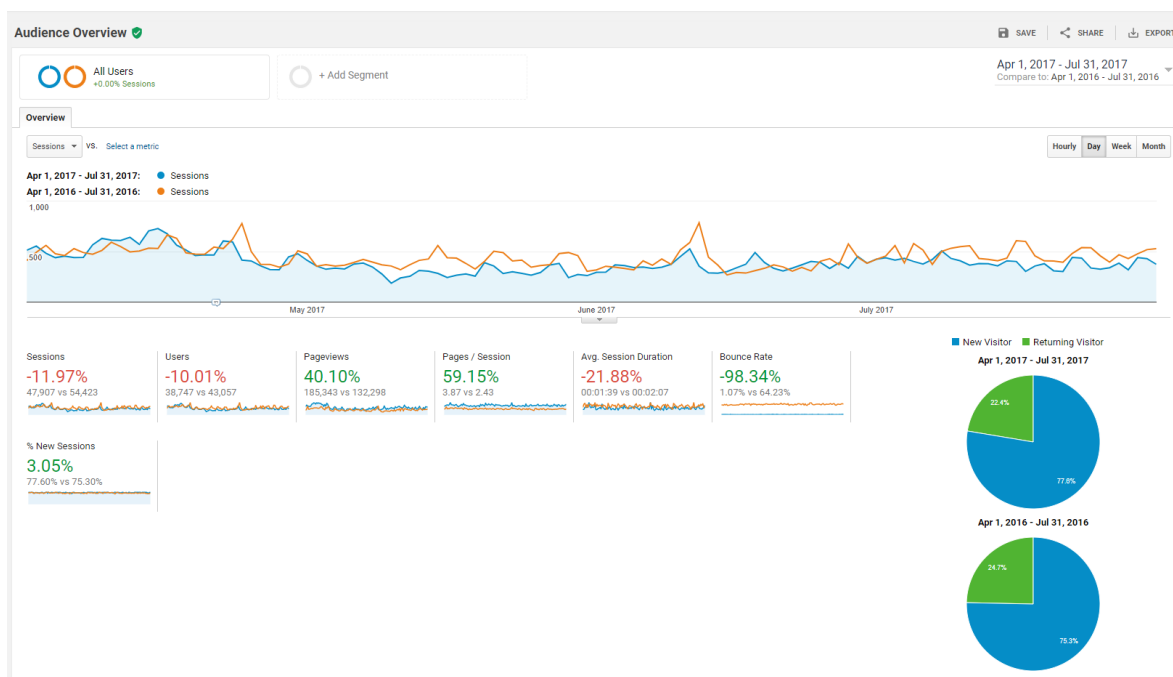 Audience Overview
SAVE SHARE EXPORT
All Users
+0.00% Sessions
+ Add Segment
Apr 1, 2017 - Jul 31, 2017
Compare to: Apr 1, 2016 - Jul 31, 2016
Overview
Sessions VS. Select a metric
Hourly Day Week Month
Apr 1, 2017 - Jul 31, 2017: Sessions
Apr 1, 2016 - Jul 31, 2016: Sessions
1,000
500
May 2017 June 2017 July 2017
New Visitor Returning Visitor
Apr 1, 2017 - Jul 31, 2017
22.4%
77.6%
Sessions
-11.97%
47,907 vs 54,423
Users
-10.01%
38,747 vs 43,057
Pageviews
40.10%
185,343 vs 132,298
Pages / Session
59.15%
3.87 vs 2.43
Avg. Session Duration
-21.88%
00:01:39 vs 00:02:07
Bounce Rate
-98.34%
1.07% vs 64.23%
% New Sessions
3.05%
77.60% vs 75.30%
Apr 1, 2016 - Jul 31, 2016
24.7%
75.3%